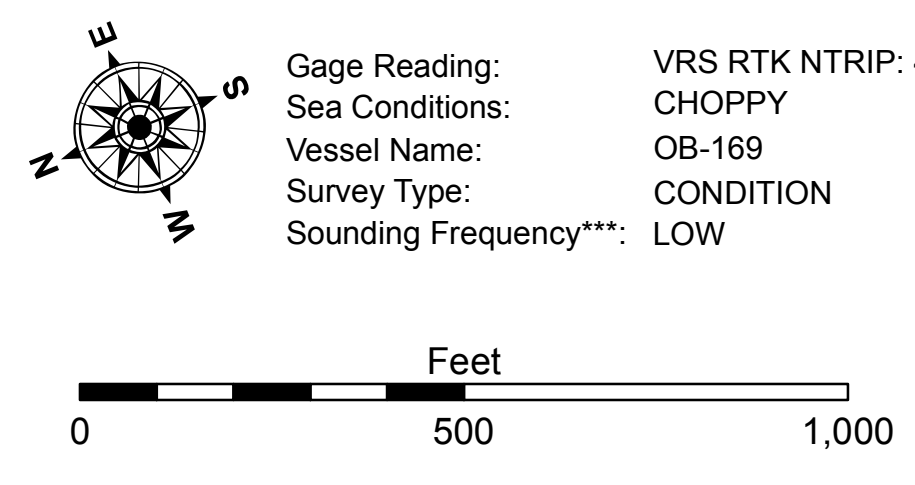 E
S
N
W
Gage Reading: VRS RTK NTRIP:
Sea Conditions: CHOPPY
Vessel Name: OB-169
Survey Type: CONDITION
Sounding Frequency***: LOW
Feet
0 500 1,000